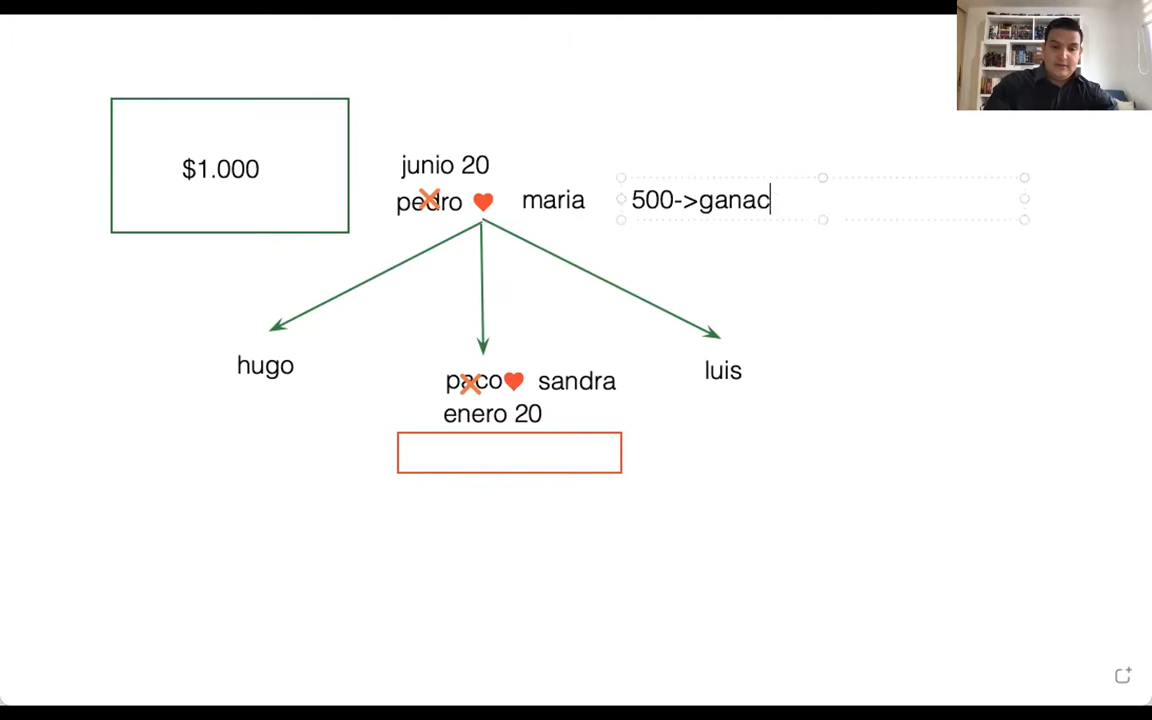 $1.000
junio 20
pedro maria 500->ganac
hugo
paco sandra
luis
enero 20